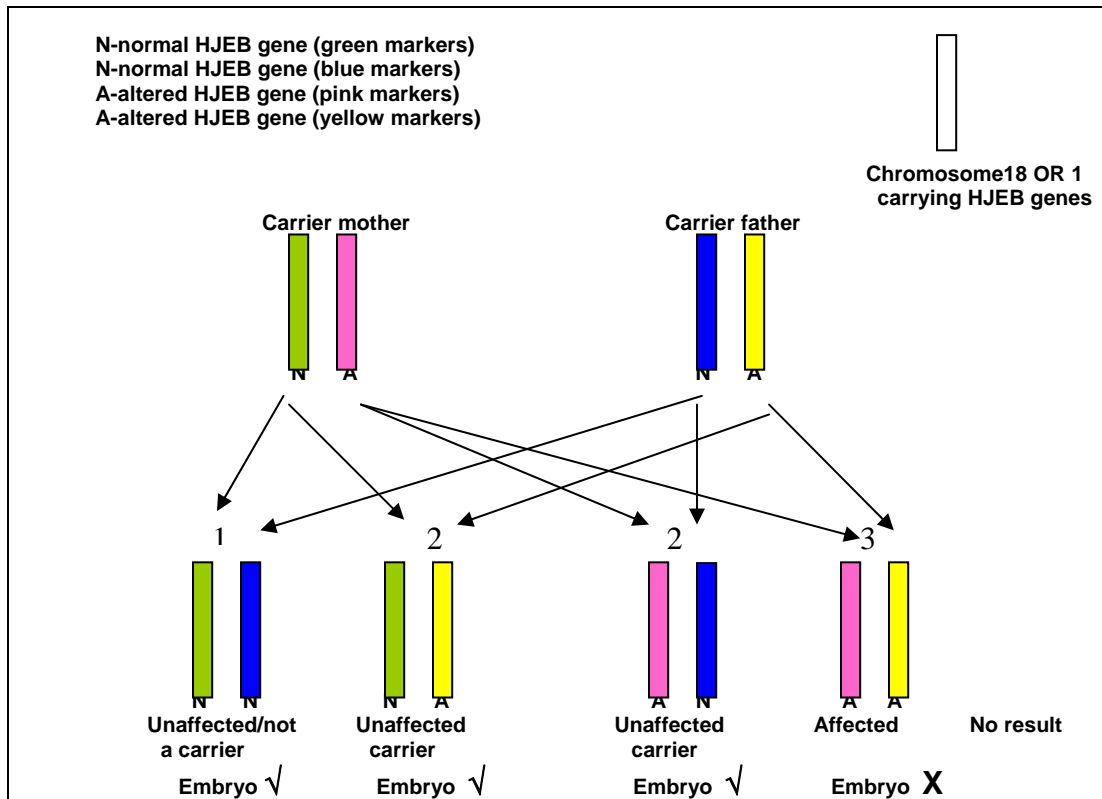 N-normal HJEB gene (green markers)
N-normal HJEB gene (blue markers)
A-altered HJEB gene (pink markers)
A-altered HJEB gene (yellow markers)
Chromosome18 OR 1
carrying HJEB genes
Carrier mother
Carrier father
N A
N A
1 2 2 3
N N N A A N A A
Unaffected/not Unaffected Unaffected Affected No result
a carrier carrier carrier
Embryo √ Embryo √ Embryo √ Embryo X